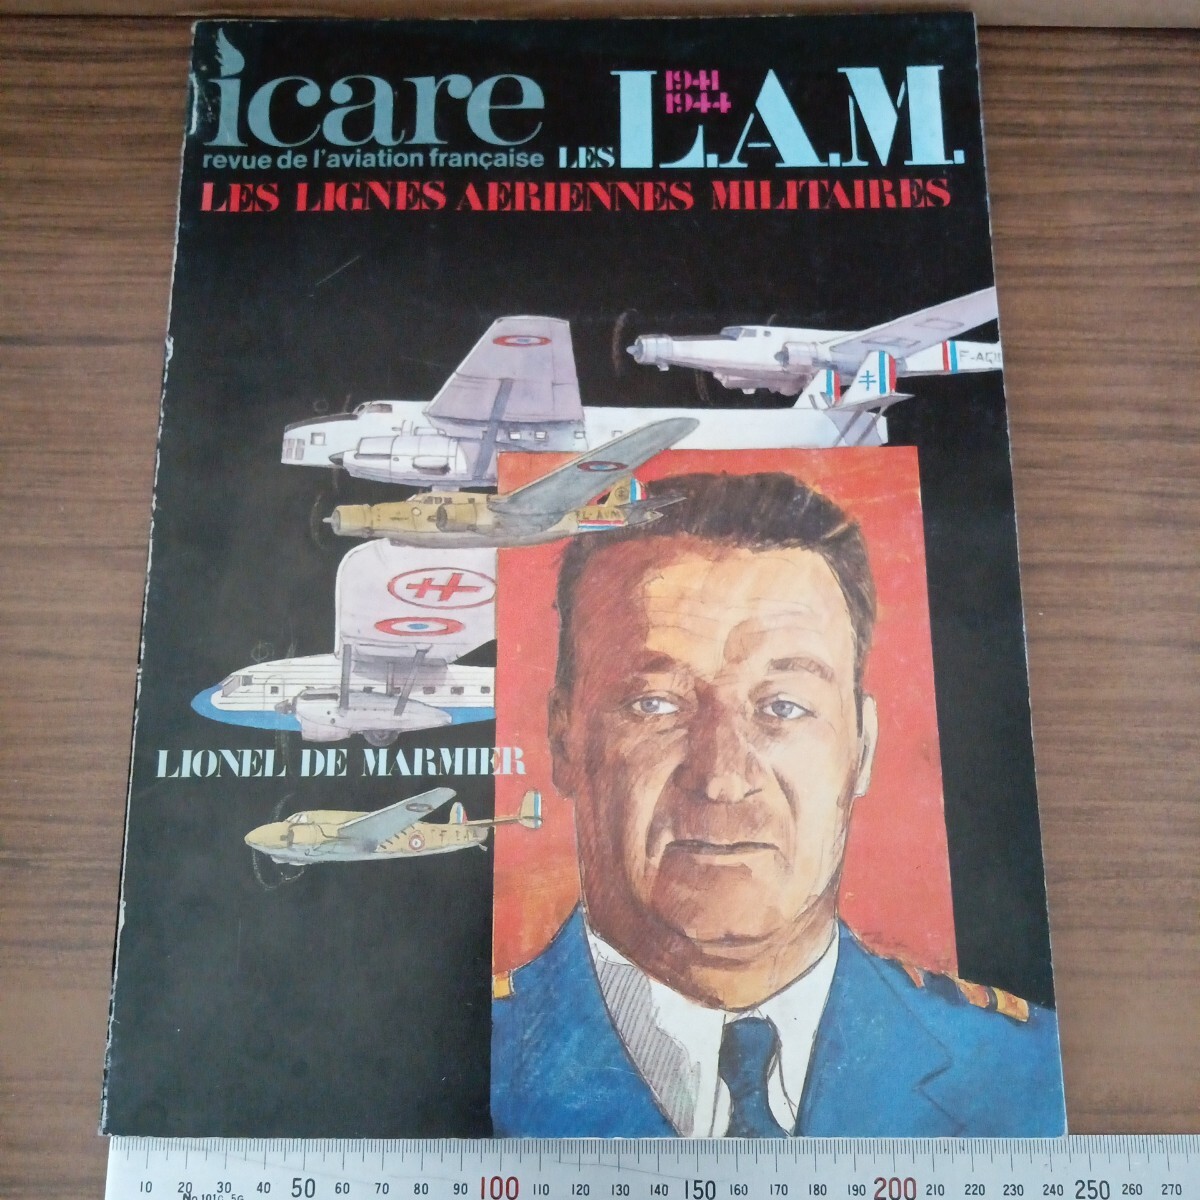 icare
revue de l'aviation française
LES L.A.M.
1941
1944
LES LIGNES AERIENNES MILITAIRES
LIONEL DE MARMIER
10 20 30 40 50 60 70 80 90 100 110 120 130 140 150 160 170 180 190 200 210 220 230 240 250 260 270